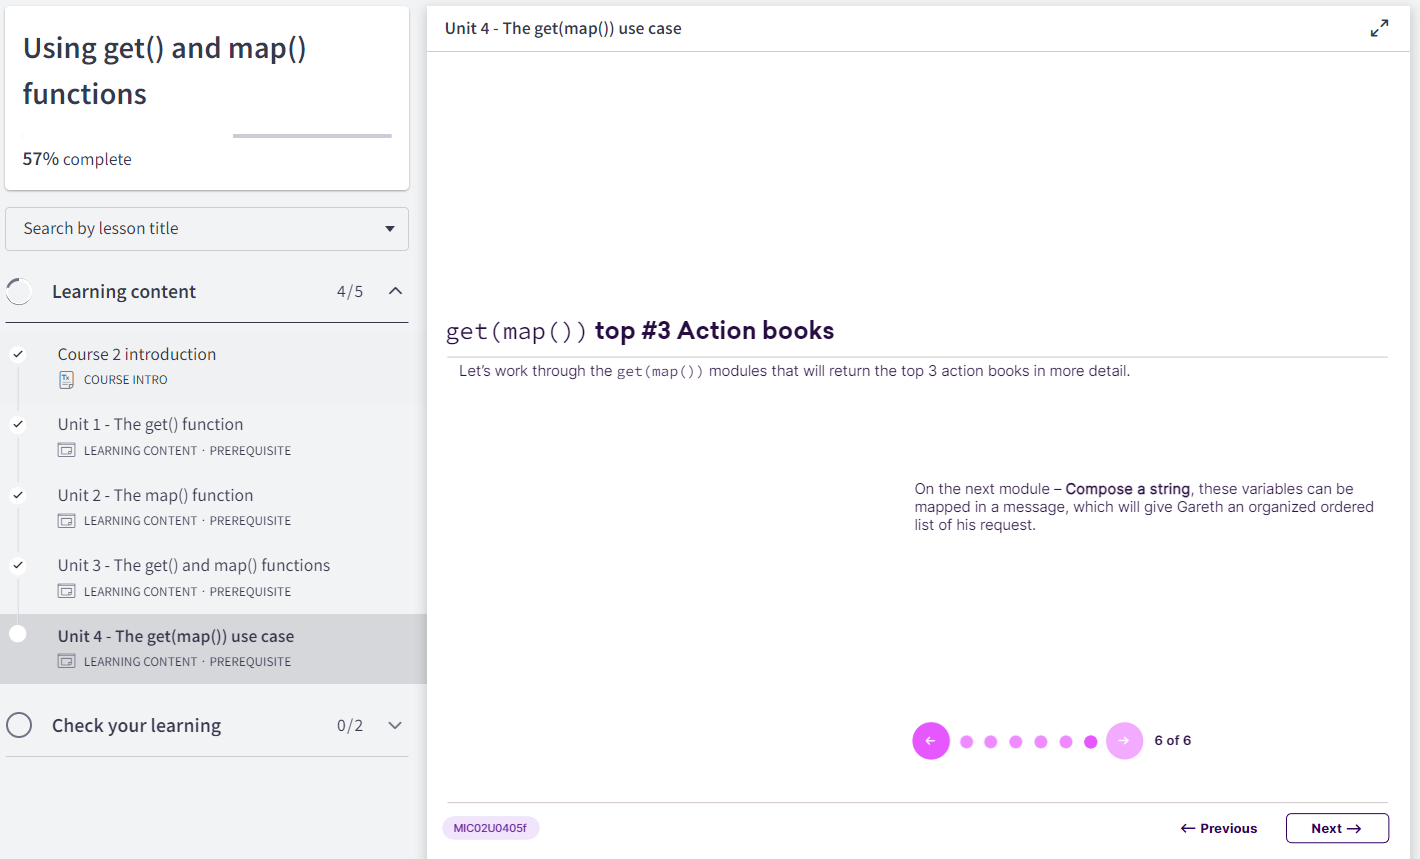 Using get() and map()
functions
57% complete
Search by lesson title
Learning content 4/5
Course 2 introduction
COURSE INTRO
Unit 1 - The get() function
LEARNING CONTENT · PREREQUISITE
Unit 2 - The map() function
LEARNING CONTENT · PREREQUISITE
Unit 3 - The get() and map() functions
LEARNING CONTENT · PREREQUISITE
Unit 4 - The get(map()) use case
LEARNING CONTENT · PREREQUISITE
Check your learning 0/2
Unit 4 - The get(map()) use case
get(map()) top #3 Action books
Let's work through the get(map()) modules that will return the top 3 action books in more detail.
On the next module – Compose a string, these variables can be
mapped in a message, which will give Gareth an organized ordered
list of his request.
← → 6 of 6
MIC02U0405f
← Previous Next →